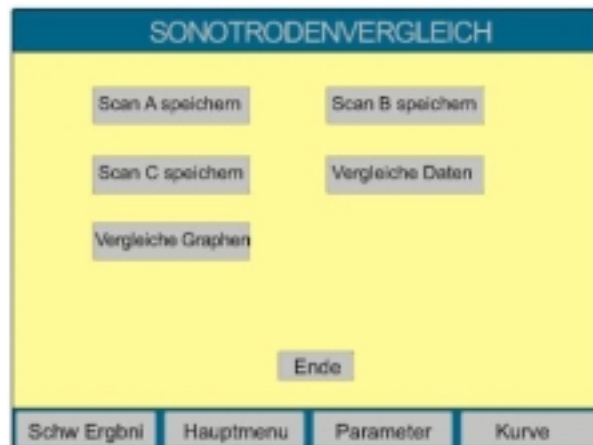 SONOTRODENVERGLEICH
Scan A speichern Scan B speichern
Scan C speichern Vergleiche Daten
Vergleiche Graphen
Ende
Schw Ergbni Hauptmenu Parameter Kurve